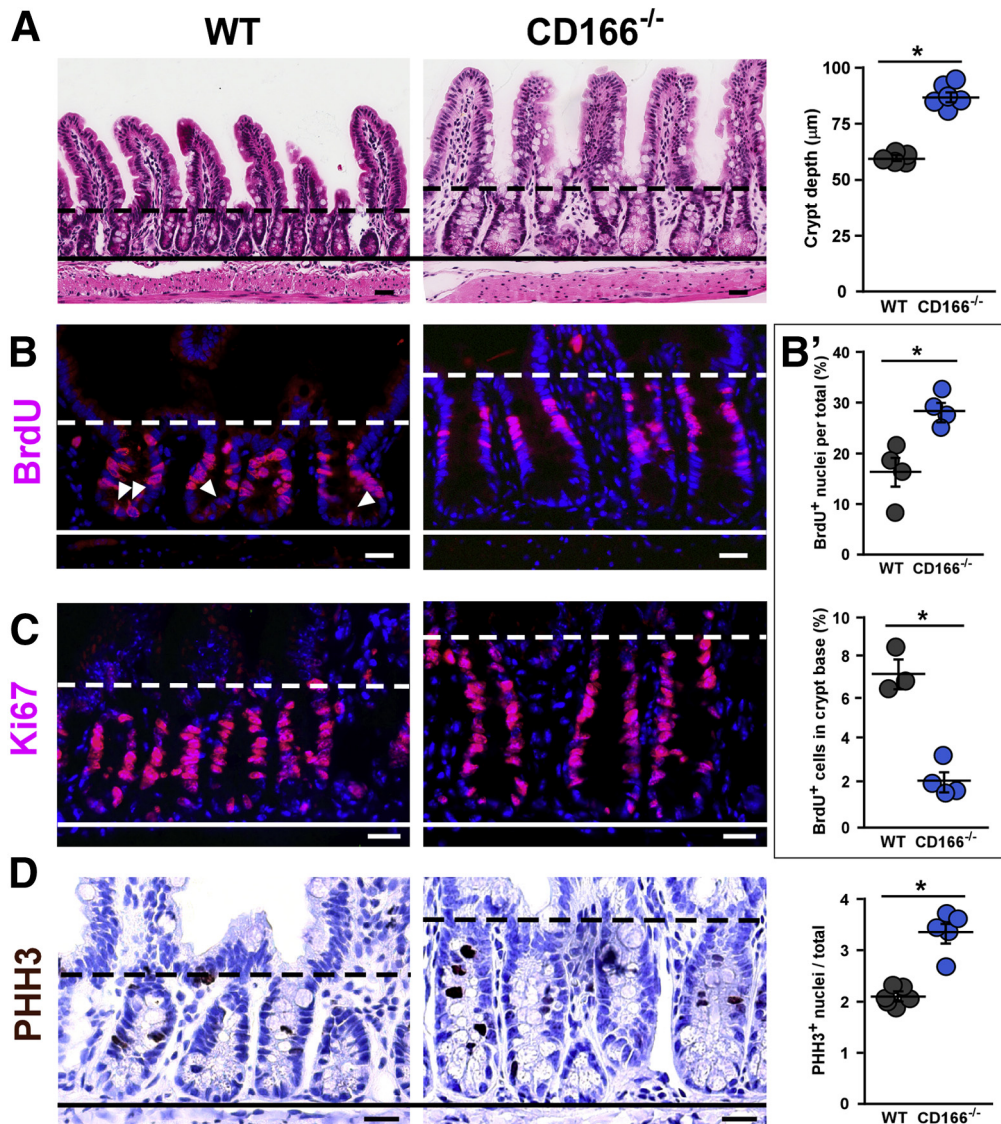 A
WT
CD166-/-
*
100
75
50
25
0
Crypt depth (μm)
WT CD166-/-
B
BrdU
B'
*
40
30
20
10
0
BrdU+ nuclei per total (%)
WT CD166-/-
*
10
8
6
4
2
0
BrdU+ cells in crypt base (%)
WT CD166-/-
C
Ki67
D
PHH3
*
4
3
2
1
0
PHH3+ nuclei / total
WT CD166-/-